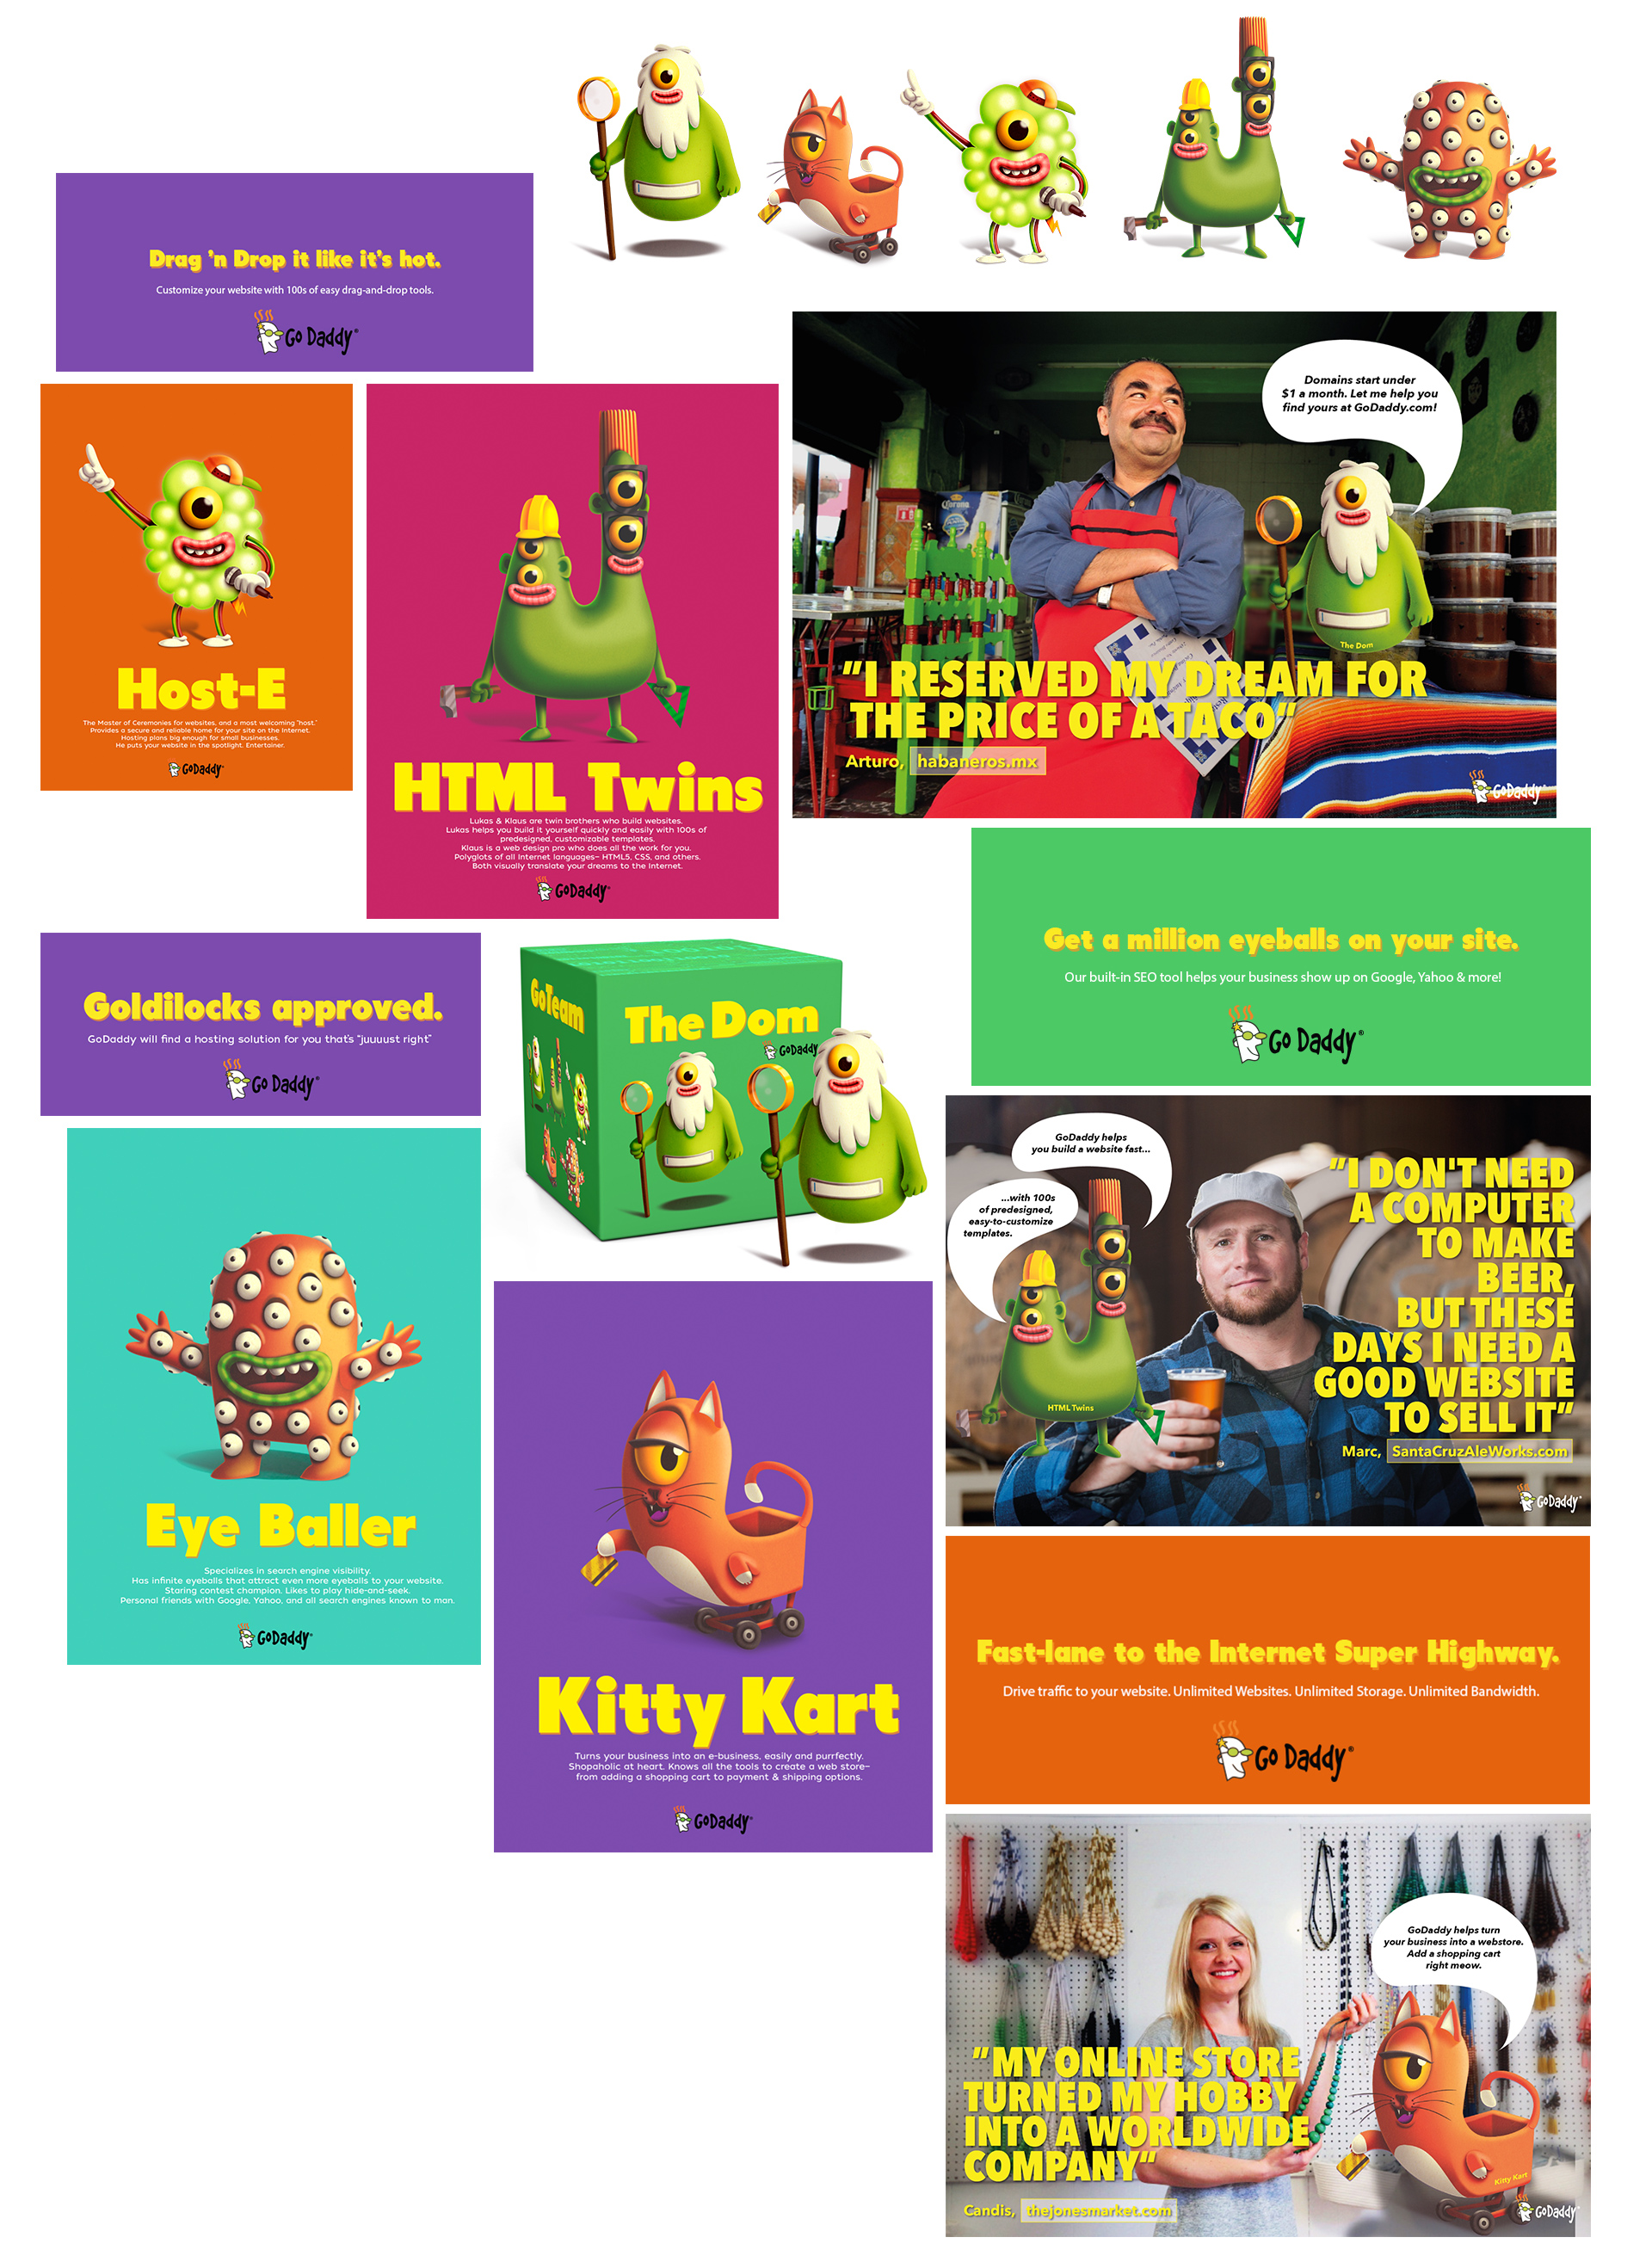 Drag 'n Drop it like it's hot.
Customize your website with 100s of easy drag-and-drop tools.
Go Daddy®
Host-E
The Master of Ceremonies for websites, and a most welcoming "host."
Provides a secure and reliable home for your site on the Internet.
Hosting plans big enough for small businesses.
He puts your website in the spotlight. Entertainer.
GoDaddy
HTML Twins
Lukas & Klaus are twin brothers who build websites.
Lukas helps you build it yourself quickly and easily with 100s of
predesigned, customizable templates.
Klaus is a web design pro who does all the work for you.
Polyglots of all Internet languages– HTML5, CSS, and others.
Both visually translate your dreams to the Internet.
GoDaddy
Domains start under
$1 a month. Let me help you
find yours at GoDaddy.com!
Corona
The Dom
"I RESERVED MY DREAM FOR
THE PRICE OF A TACO"
Arturo, habaneros.mx
GoDaddy
Get a million eyeballs on your site.
Our built-in SEO tool helps your business show up on Google, Yahoo & more!
Go Daddy®
Goldilocks approved.
GoDaddy will find a hosting solution for you that's "juuuust right"
Go Daddy®
GoTeam
The Dom
GoDaddy
GoDaddy helps
you build a website fast...
...with 100s
of predesigned,
easy-to-customize
templates.
HTML Twins
"I DON'T NEED
A COMPUTER
TO MAKE
BEER,
BUT THESE
DAYS I NEED A
GOOD WEBSITE
TO SELL IT"
Marc, SantaCruzAleWorks.com
GoDaddy
Eye Baller
Specializes in search engine visibility.
Has infinite eyeballs that attract even more eyeballs to your website.
Staring contest champion. Likes to play hide-and-seek.
Personal friends with Google, Yahoo, and all search engines known to man.
GoDaddy
Kitty Kart
Turns your business into an e-business, easily and purrfectly.
Shopaholic at heart. Knows all the tools to create a web store–
from adding a shopping cart to payment & shipping options.
GoDaddy
Fast-lane to the Internet Super Highway.
Drive traffic to your website. Unlimited Websites. Unlimited Storage. Unlimited Bandwidth.
Go Daddy®
GoDaddy helps turn
your business into a webstore.
Add a shopping cart
right meow.
"MY ONLINE STORE
TURNED MY HOBBY
INTO A WORLDWIDE
COMPANY"
Kitty Kart
Candis, thejonesmarket.com
GoDaddy